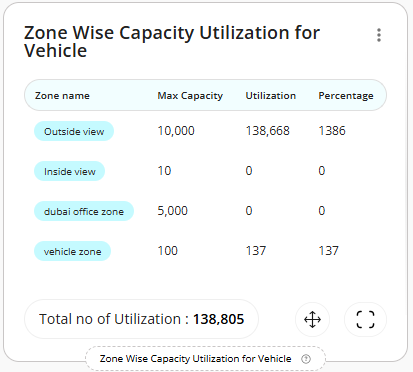 Zone Wise Capacity Utilization for
Vehicle
Zone name Max Capacity Utilization Percentage
Outside view 10,000 138,668 1386
Inside view 10 0 0
dubai office zone 5,000 0 0
vehicle zone 100 137 137
Total no of Utilization : 138,805
Zone Wise Capacity Utilization for Vehicle ?